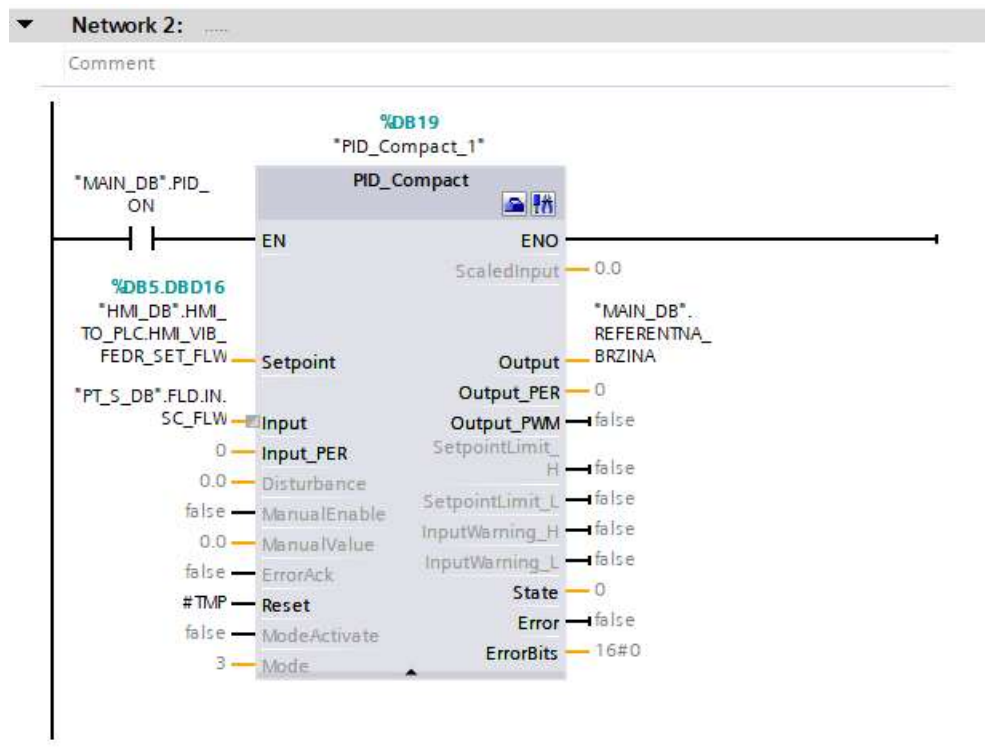 Network 2: .....
Comment
%DB19
"PID_Compact_1"
"MAIN_DB".PID_
ON
PID_Compact
EN
ENO
ScaledInput
0.0
%DB5.DBD16
"HMI_DB".HMI_
TO_PLC.HMI_VIB_
FEDR_SET_FLW
Setpoint
"MAIN_DB".
REFERENTNA_
BRZINA
Output
"PT_S_DB".FLD.IN.
SC_FLW
Input
Output_PER
0
Output_PWM
false
0
Input_PER
SetpointLimit_
H
false
0.0
Disturbance
SetpointLimit_L
false
false
ManualEnable
InputWarning_H
false
0.0
ManualValue
InputWarning_L
false
false
ErrorAck
State
0
#TMP
Reset
Error
false
false
ModeActivate
ErrorBits
16#0
3
Mode